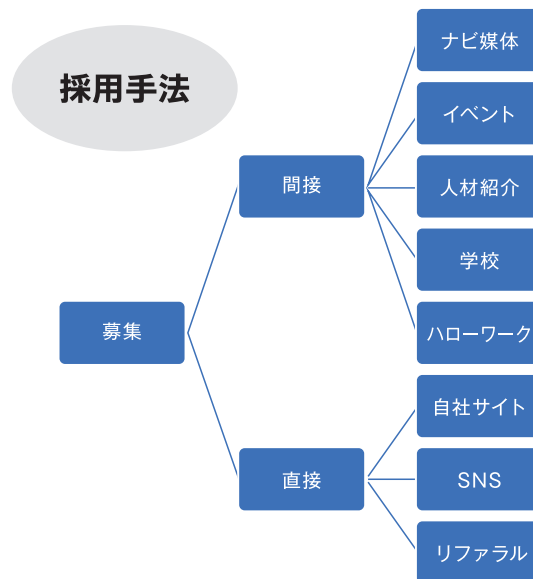 採用手法
募集
間接
ナビ媒体
イベント
人材紹介
学校
ハローワーク
直接
自社サイト
SNS
リファラル